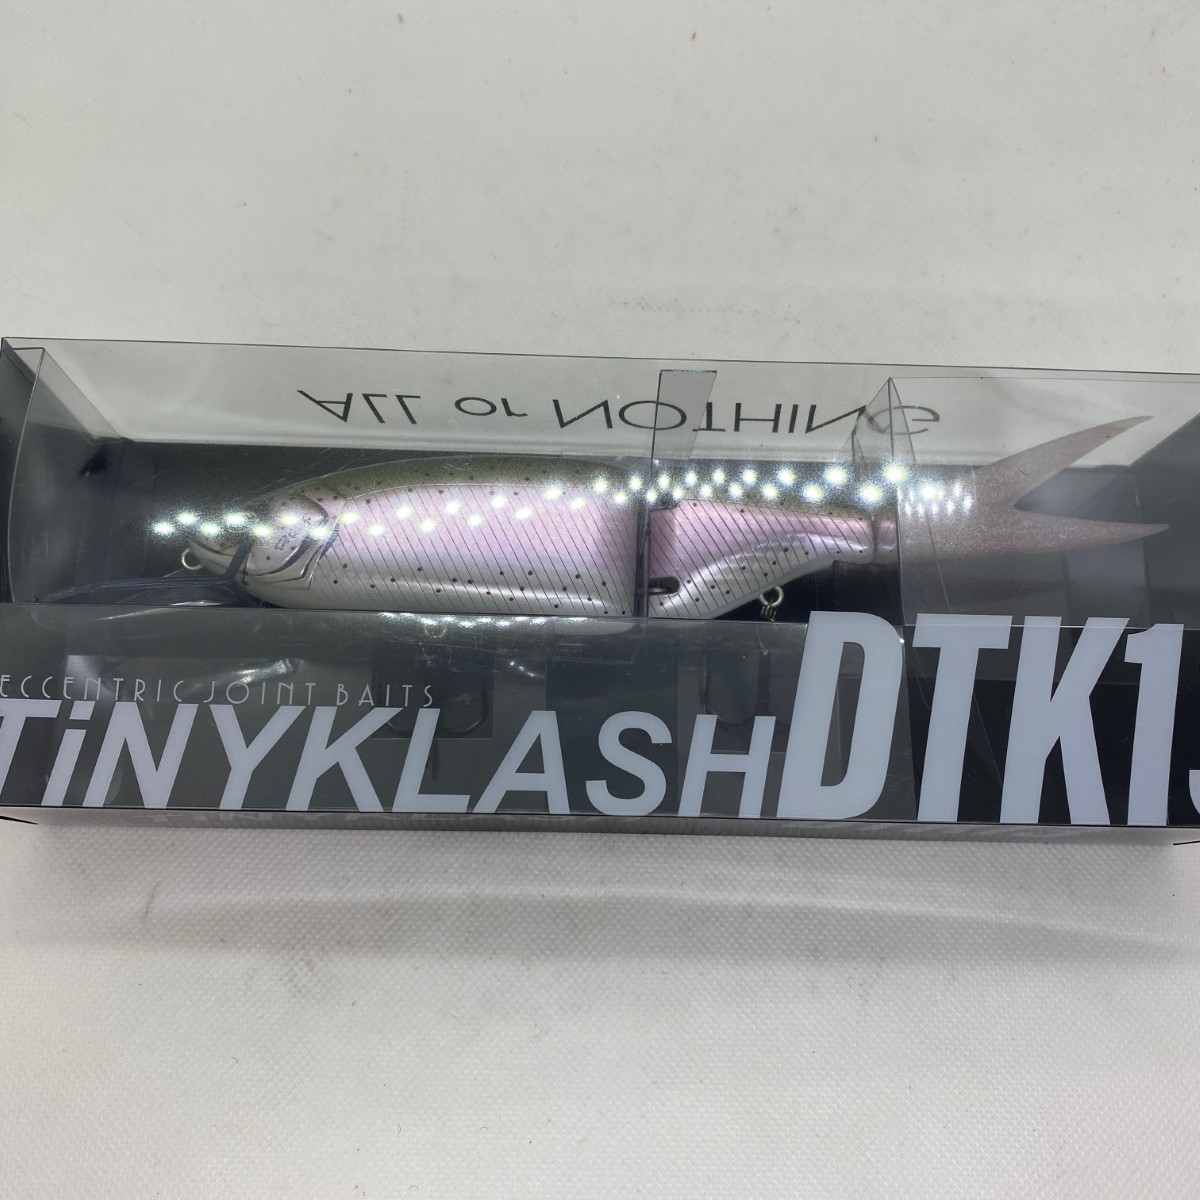 ALL or NOTHING
ECCENTRIC JOINT BAITS
TiNYKLASH DTK1